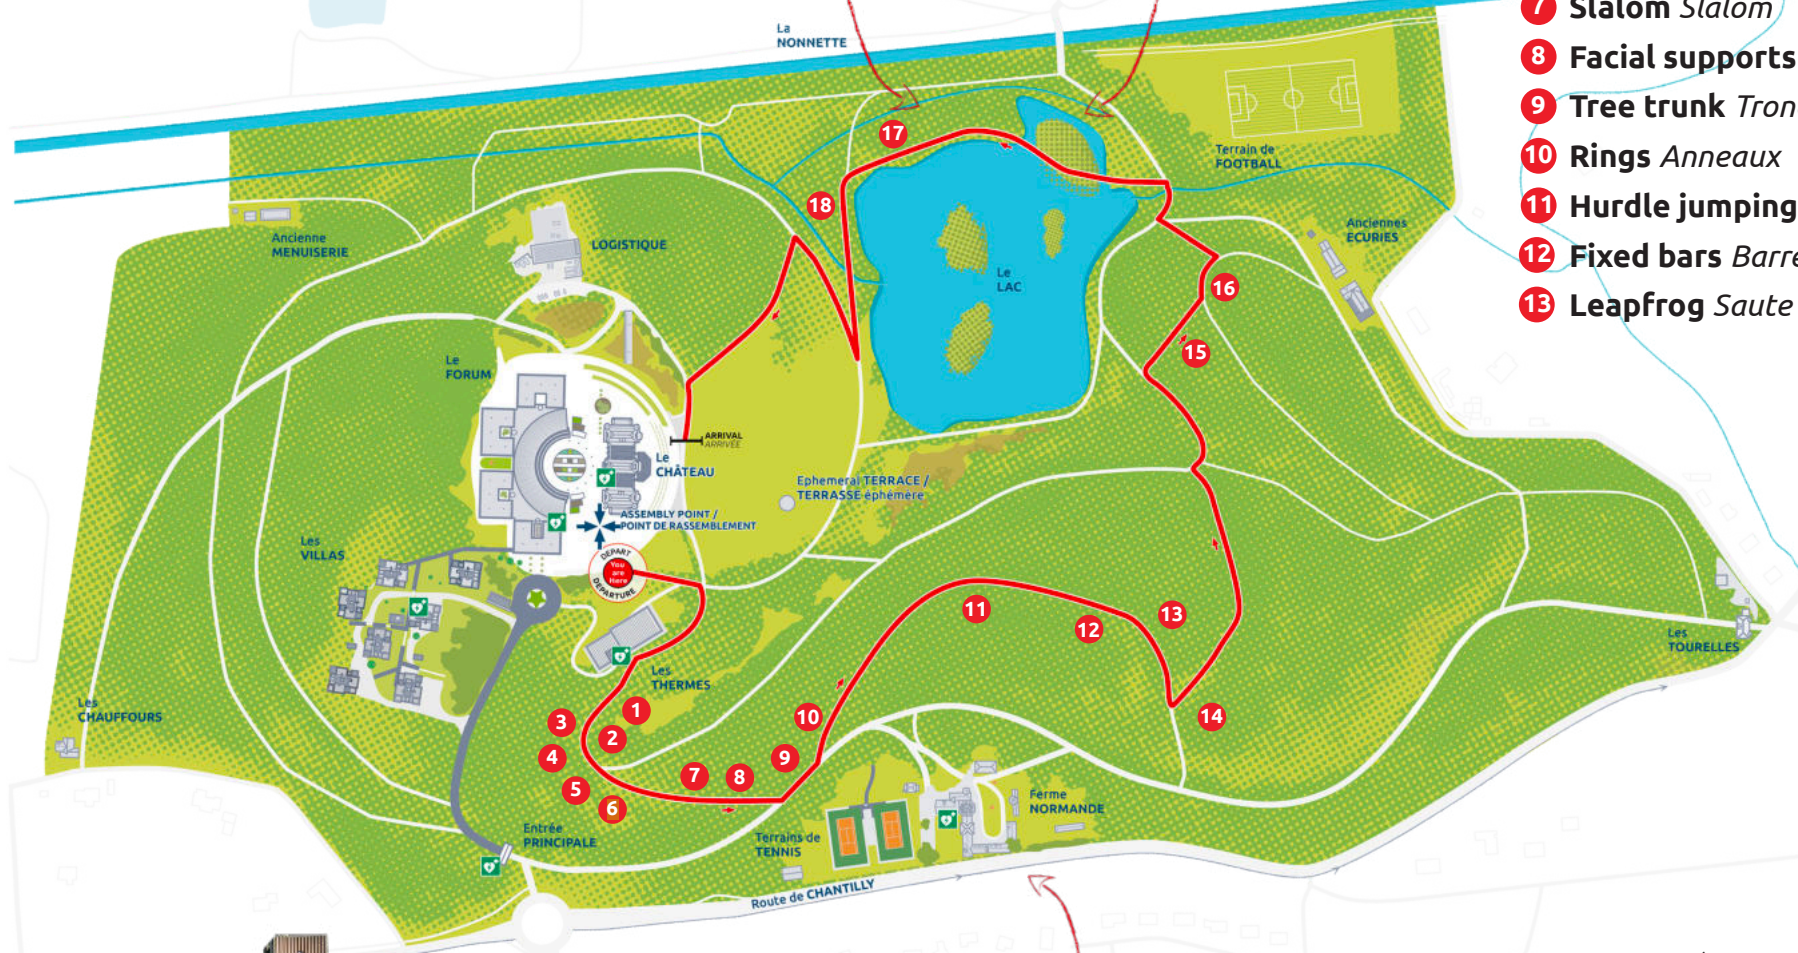 7 Slalom Slalom
8 Facial supports
9 Tree trunk Tron
10 Rings Anneaux
11 Hurdle jumping
12 Fixed bars Barre
13 Leapfrog Saute
La
NONNETTE
17
Terrain de
FOOTBALL
18
Ancienne
MENUISERIE
LOGISTIQUE
Anciennes
ECURIES
Le
LAC
16
15
Le
FORUM
ARRIVAL
ARRIVÉE
Le
CHÂTEAU
Ephemeral TERRACE /
TERRASSE éphémère
ASSEMBLY POINT /
POINT DE RASSEMBLEMENT
Les
VILLAS
DEPART
You
are
Here
DEPARTURE
11
12
13
Les
TOURELLES
Les
THERMES
Les
CHAUFFOURS
1
2
3
4
5
6
7
8
9
10
14
Ferme
NORMANDE
Entrée
PRINCIPALE
Terrains de
TENNIS
Route de CHANTILLY